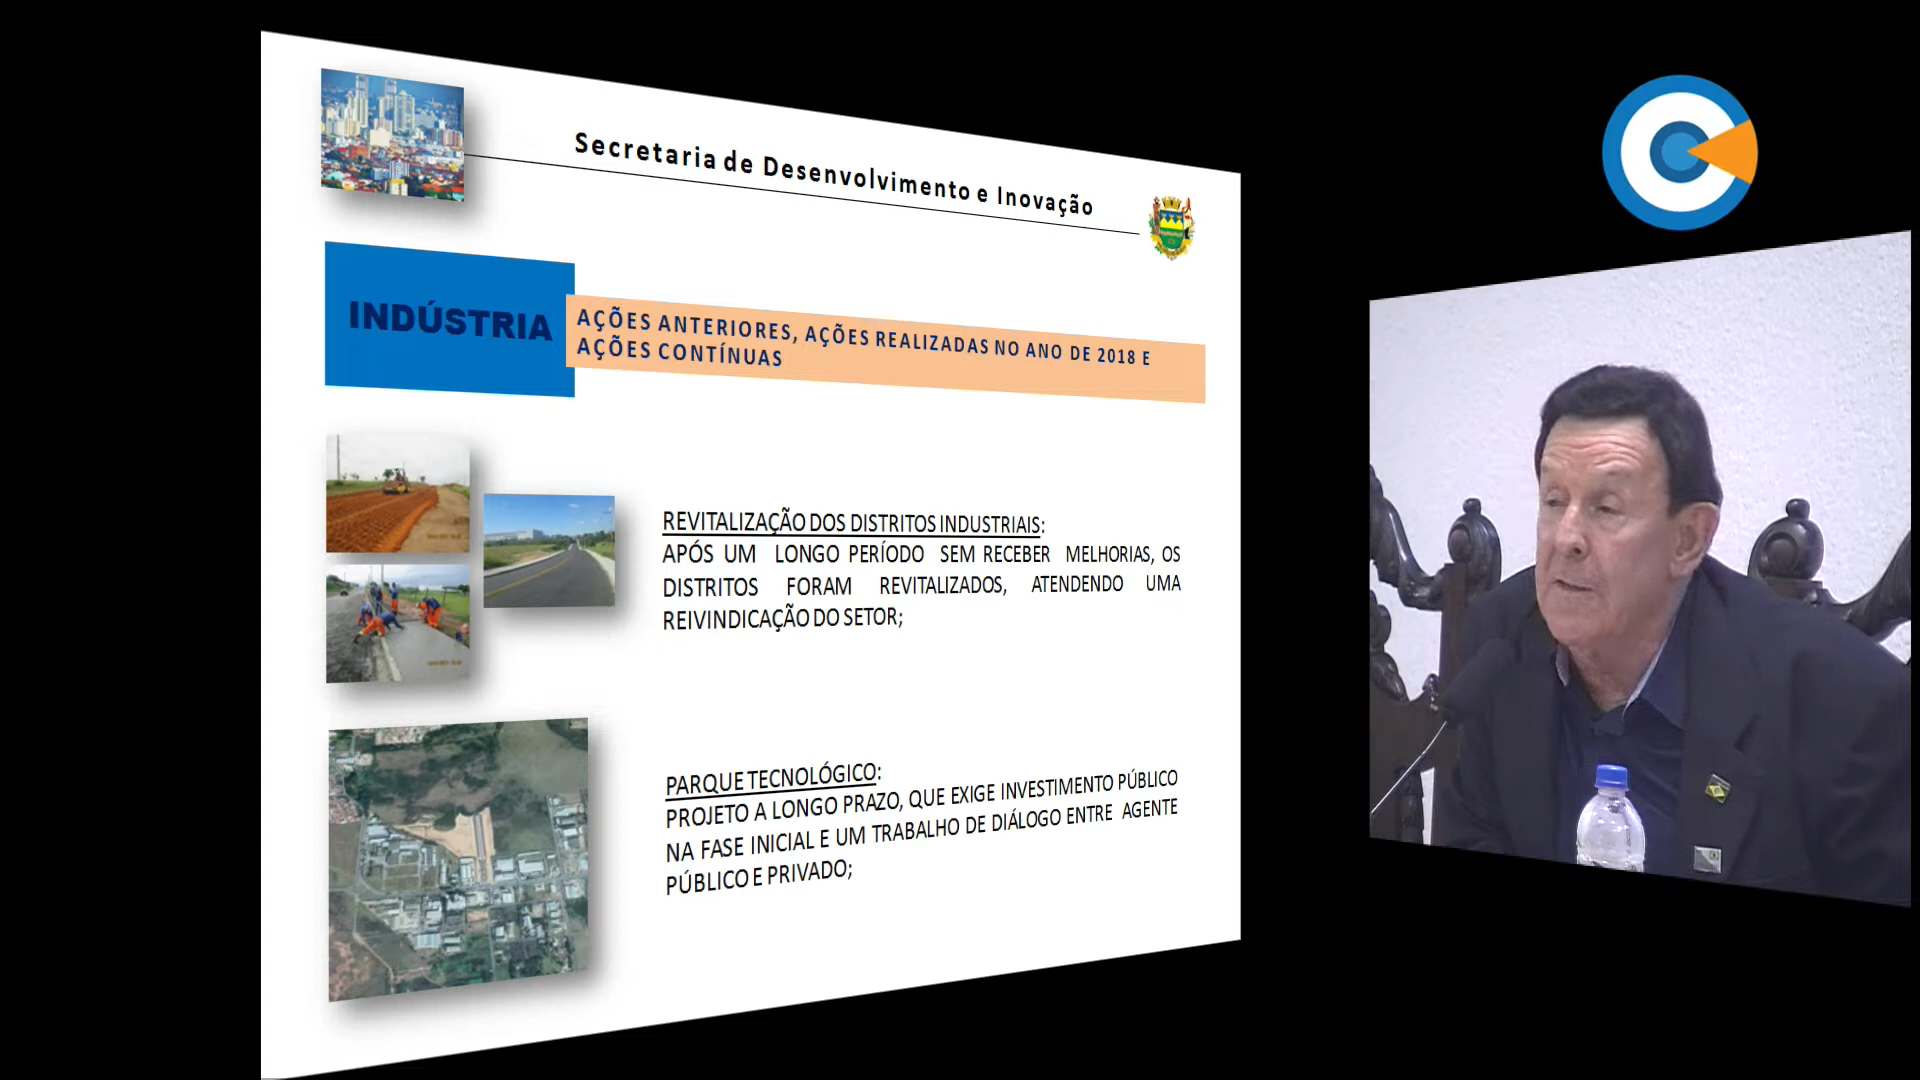 Secretaria de Desenvolvimento e Inovação
INDÚSTRIA
AÇÕES ANTERIORES, AÇÕES REALIZADAS NO ANO DE 2018 E
AÇÕES CONTÍNUAS
REVITALIZAÇÃO DOS DISTRITOS INDUSTRIAIS:
APÓS UM LONGO PERÍODO SEM RECEBER MELHORIAS, OS
DISTRITOS FORAM REVITALIZADOS, ATENDENDO UMA
REIVINDICAÇÃO DO SETOR;
PARQUE TECNOLÓGICO:
PROJETO A LONGO PRAZO, QUE EXIGE INVESTIMENTO PÚBLICO
NA FASE INICIAL E UM TRABALHO DE DIÁLOGO ENTRE AGENTE
PÚBLICO E PRIVADO;